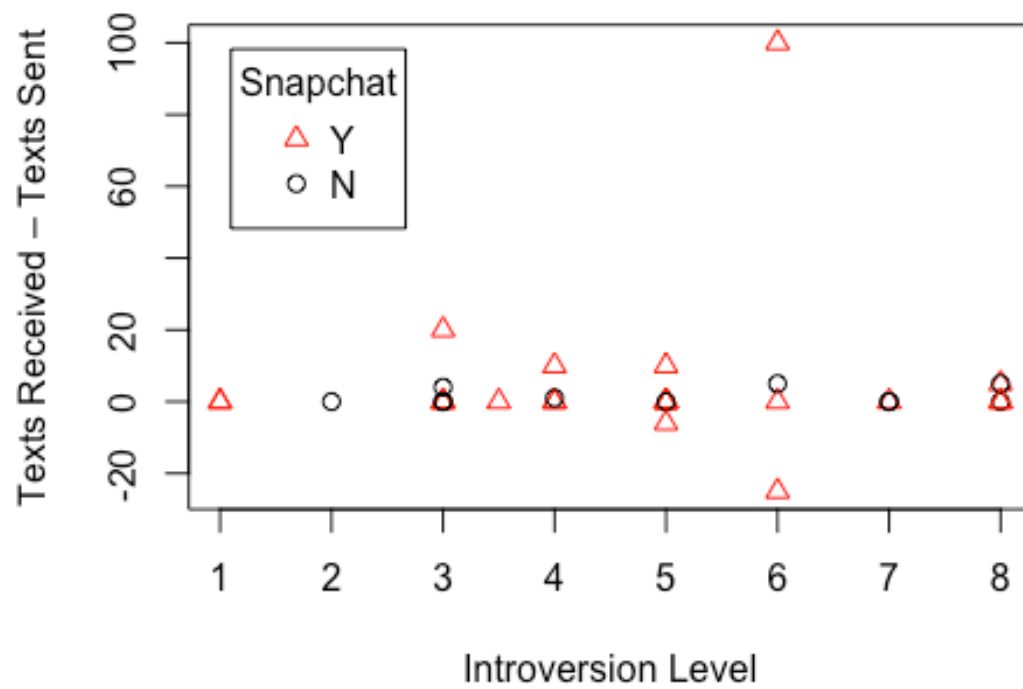 Texts Received – Texts Sent
100
60
20
0
-20
Snapchat
Y
N
1 2 3 4 5 6 7 8
Introversion Level